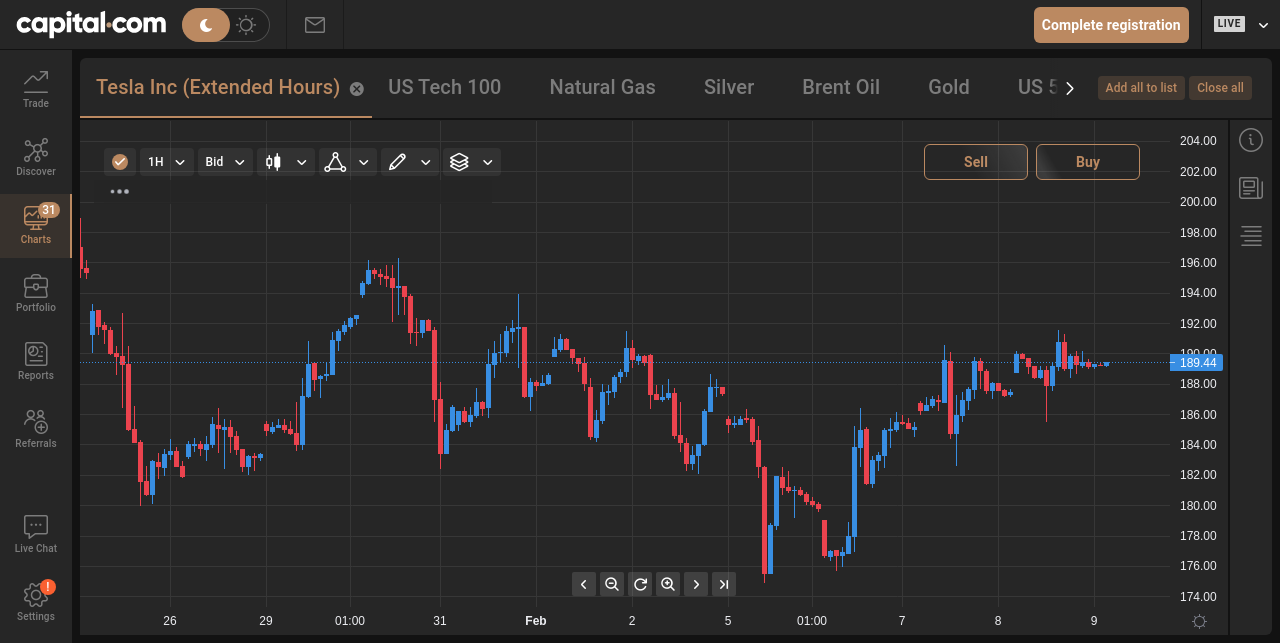 capital.com
Complete registration
LIVE
Trade
Discover
31
Charts
Portfolio
Reports
Referrals
Live Chat
!
Settings
Tesla Inc (Extended Hours)
US Tech 100
Natural Gas
Silver
Brent Oil
Gold
US 5
Add all to list
Close all
1H
Bid
Sell
Buy
204.00
202.00
200.00
198.00
196.00
194.00
192.00
190.00
189.44
188.00
186.00
184.00
182.00
180.00
178.00
176.00
174.00
26
29
01:00
31
Feb
2
5
01:00
7
8
9